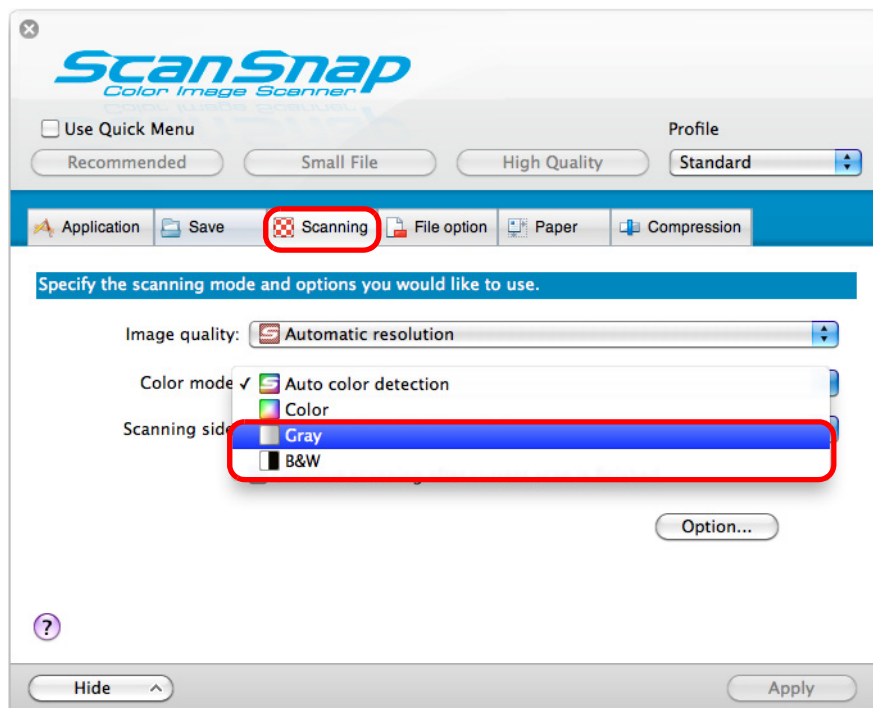 ScanSnap
Color Image Scanner
Use Quick Menu
Profile
Recommended
Small File
High Quality
Standard
Application
Save
Scanning
File option
Paper
Compression
Specify the scanning mode and options you would like to use.
Image quality:
Automatic resolution
Color mode
✓ Auto color detection
Color
Scanning side
Gray
B&W
Option...
?
Hide
Apply